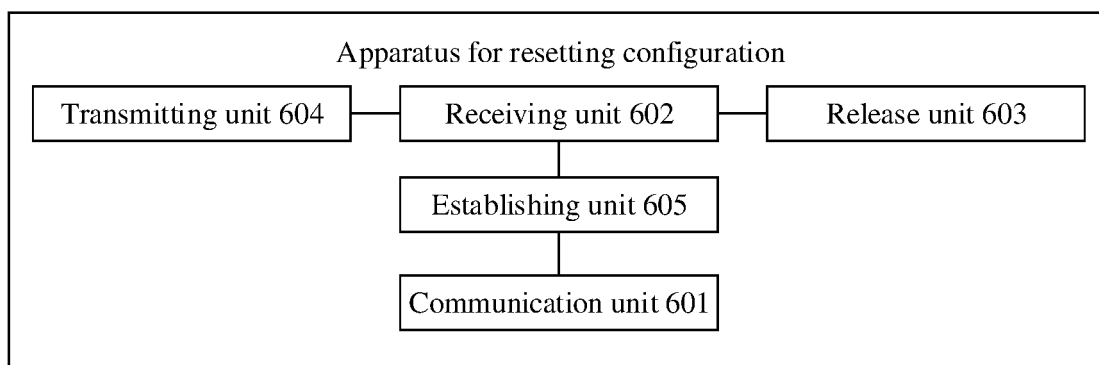 Apparatus for resetting configuration
Transmitting unit 604
Receiving unit 602
Release unit 603
Establishing unit 605
Communication unit 601